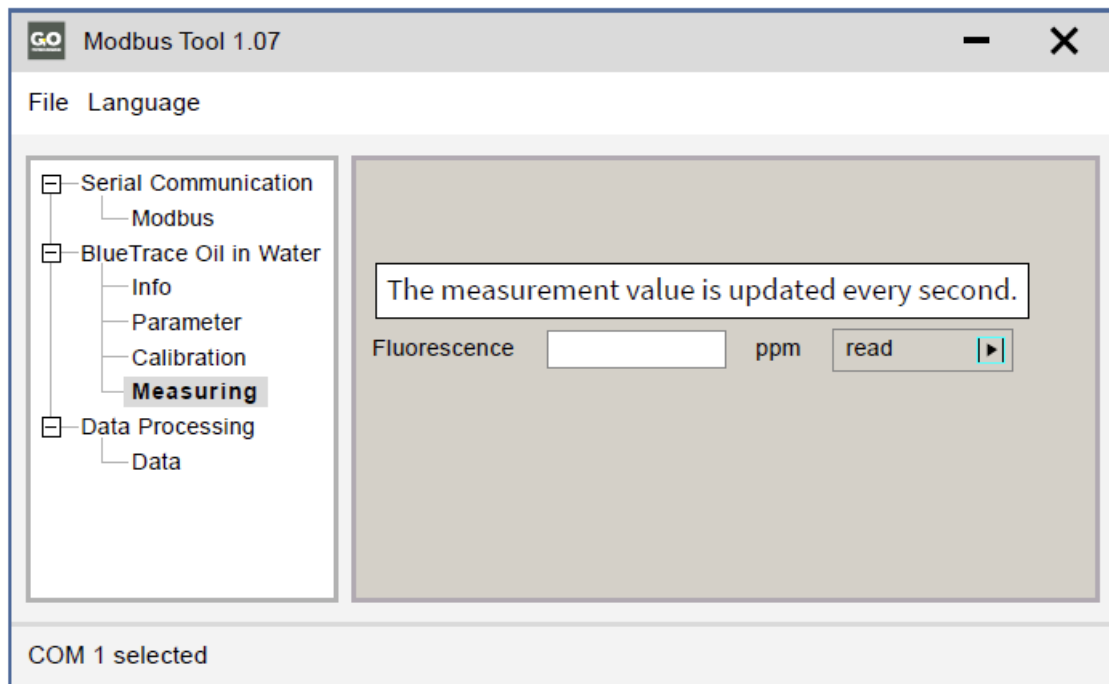 GO
Modbus Tool 1.07
File Language
Serial Communication
Modbus
BlueTrace Oil in Water
Info
Parameter
Calibration
Measuring
Data Processing
Data
The measurement value is updated every second.
Fluorescence ppm read
COM 1 selected